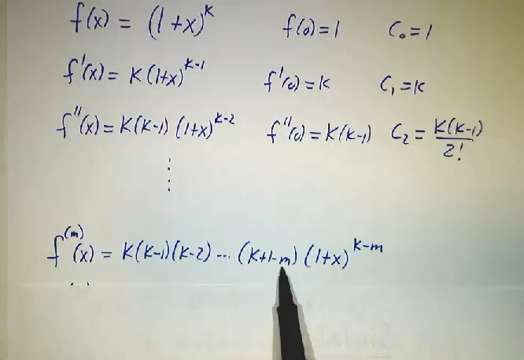 f(x) = (1+x)^k f(0)=1 C₀=1
f'(x) = k(1+x)^{k-1} f'(0)=k C₁=k
f''(x) = k(k-1) (1+x)^{k-2} f''(0)=k(k-1) C₂ = k(k-1)/2!
⋮
f^{(m)}(x) = k(k-1)(k-2) ... (k+1-m) (1+x)^{k-m}